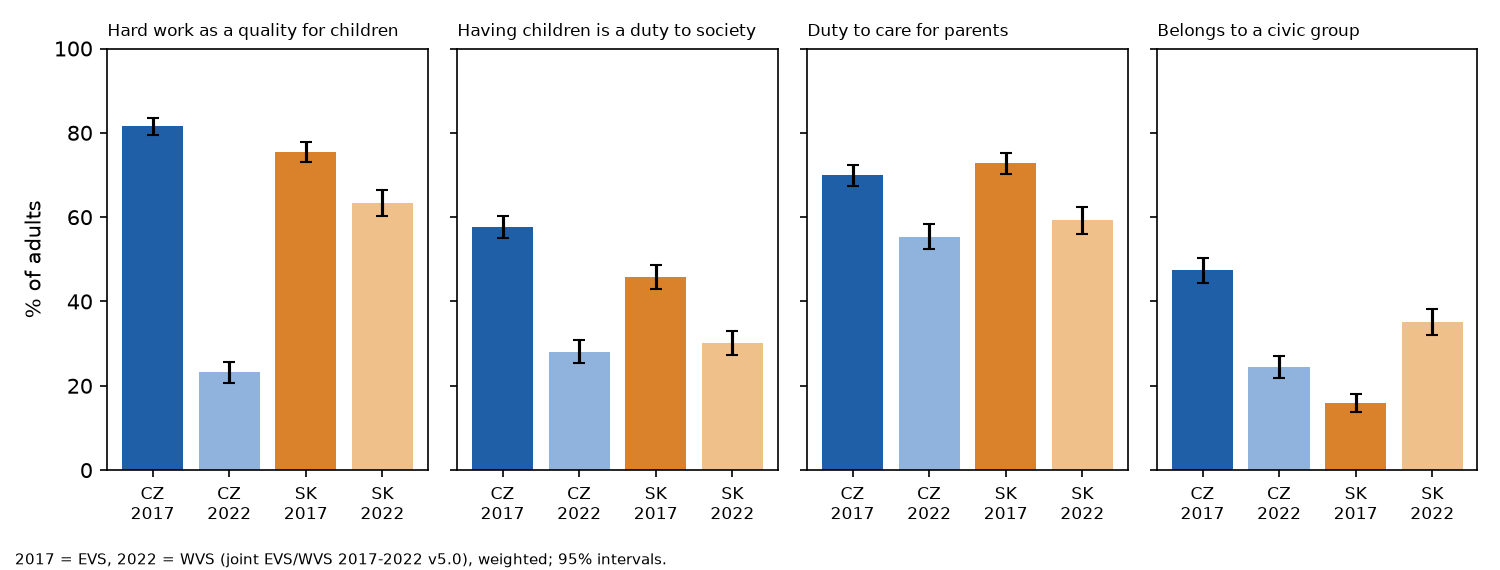 Hard work as a quality for children
Having children is a duty to society
Duty to care for parents
Belongs to a civic group
% of adults
100
80
60
40
20
0
CZ
2017
CZ
2022
SK
2017
SK
2022
CZ
2017
CZ
2022
SK
2017
SK
2022
CZ
2017
CZ
2022
SK
2017
SK
2022
CZ
2017
CZ
2022
SK
2017
SK
2022
2017 = EVS, 2022 = WVS (joint EVS/WVS 2017-2022 v5.0), weighted; 95% intervals.